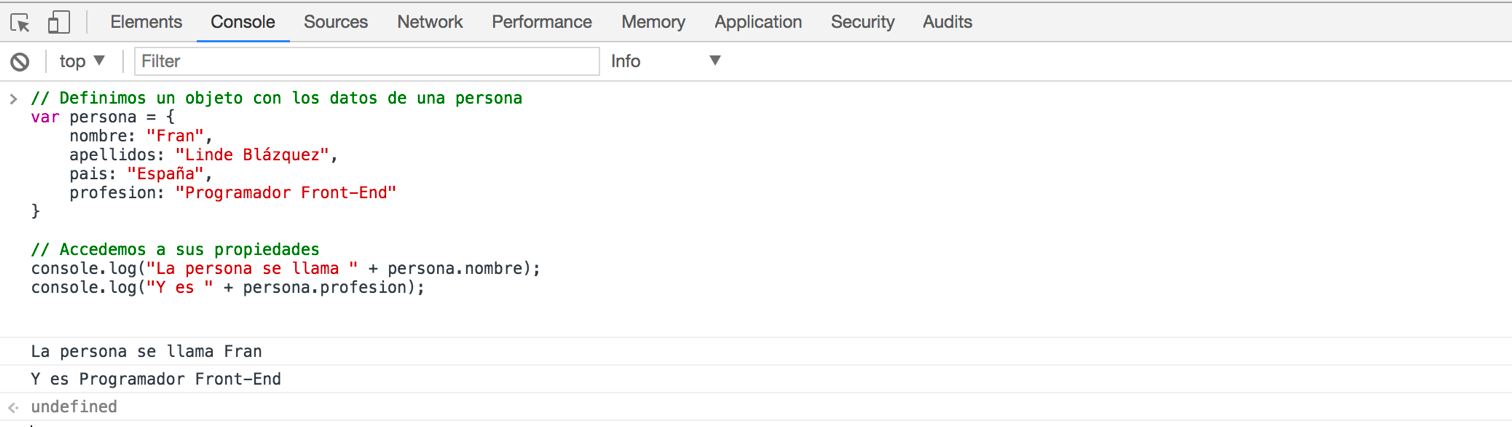 Elements Console Sources Network Performance Memory Application Security Audits
top ▼ Filter Info ▼
> // Definimos un objeto con los datos de una persona
var persona = {
    nombre: "Fran",
    apellidos: "Linde Blázquez",
    pais: "España",
    profesion: "Programador Front-End"
}
// Accedemos a sus propiedades
console.log("La persona se llama " + persona.nombre);
console.log("Y es " + persona.profesion);
La persona se llama Fran
Y es Programador Front-End
undefined